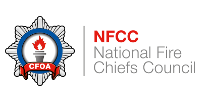 CFOA
NFCC
National Fire
Chiefs Council